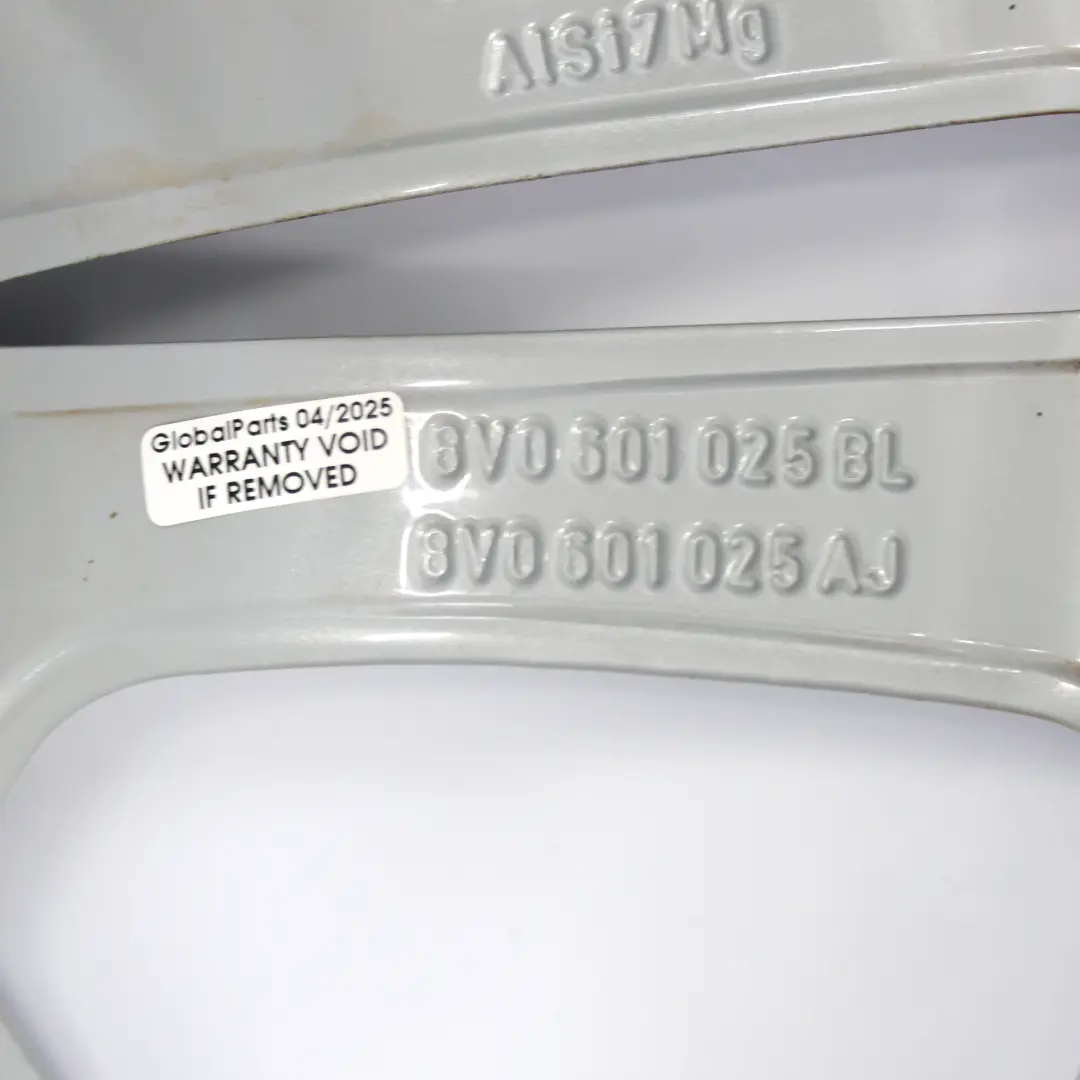 AlSi7Mg
GlobalParts 04/2025
WARRANTY VOID
IF REMOVED
8V0 601 025 BL
8V0 601 025 AJ